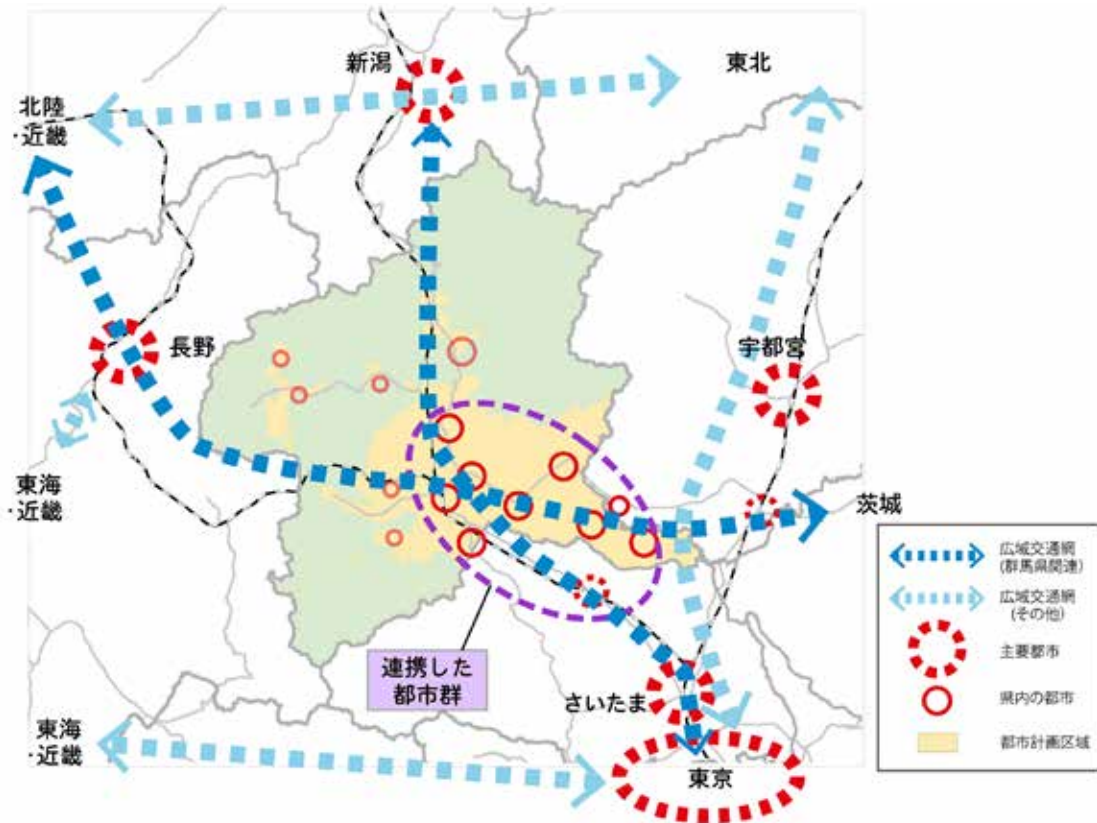 新潟
東北
北陸
・近畿
長野
宇都宮
東海
・近畿
茨城
連携した
都市群
さいたま
東海
・近畿
東京
広域交通網
(群馬県関連)
広域交通網
(その他)
主要都市
県内の都市
都市計画区域